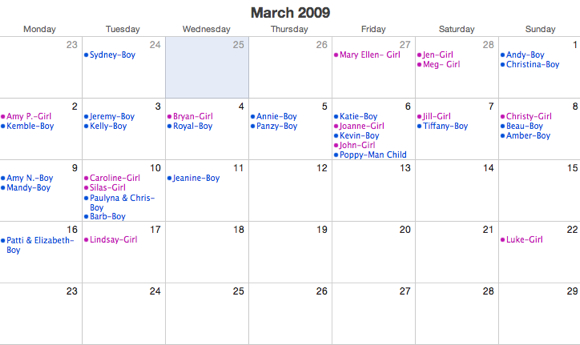 March 2009
Monday Tuesday Wednesday Thursday Friday Saturday Sunday
23 24 25 26 27 28 1
Sydney-Boy
Mary Ellen- Girl
Jen-Girl
Meg- Girl
Andy-Boy
Christina-Boy
2 3 4 5 6 7 8
Amy P.-Girl
Kemble-Boy
Jeremy-Boy
Kelly-Boy
Bryan-Girl
Royal-Boy
Annie-Boy
Panzy-Boy
Katie-Boy
Joanne-Girl
Kevin-Boy
John-Girl
Poppy-Man Child
Jill-Girl
Tiffany-Boy
Christy-Girl
Beau-Boy
Amber-Boy
9 10 11 12 13 14 15
Amy N.-Boy
Mandy-Boy
Caroline-Girl
Silas-Girl
Paulyna & Chris-
Boy
Barb-Boy
Jeanine-Boy
16 17 18 19 20 21 22
Patti & Elizabeth-
Boy
Lindsay-Girl
Luke-Girl
23 24 25 26 27 28 29